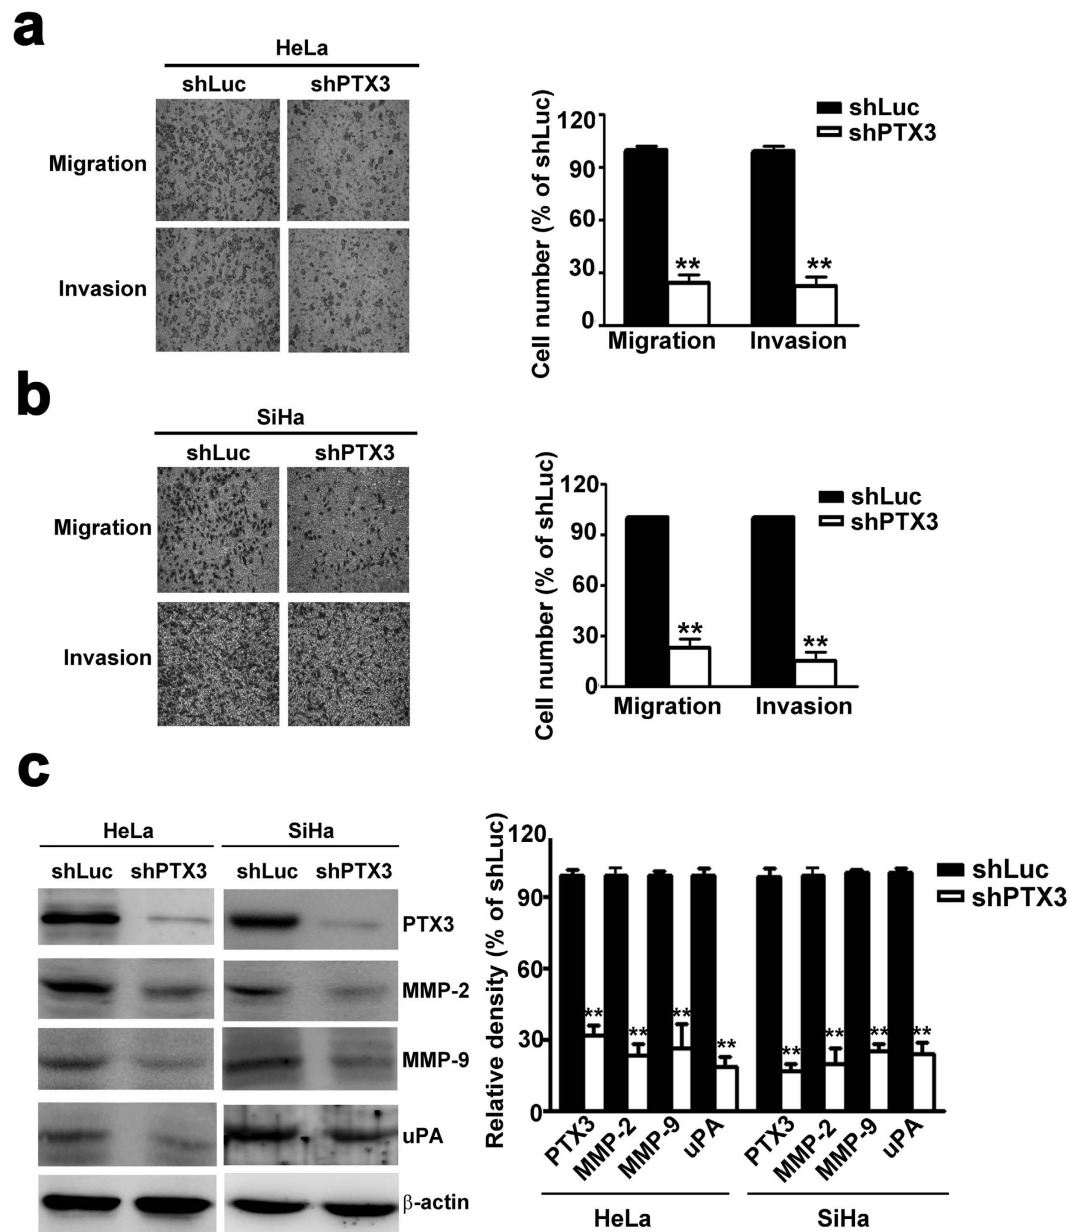 a
HeLa
shLuc shPTX3
Migration
Invasion
Cell number (% of shLuc)
120
90
60
30
0
** **
Migration Invasion
shLuc
shPTX3
b
SiHa
shLuc shPTX3
Migration
Invasion
Cell number (% of shLuc)
120
90
60
30
0
** **
Migration Invasion
shLuc
shPTX3
c
HeLa SiHa
shLuc shPTX3 shLuc shPTX3
PTX3
MMP-2
MMP-9
uPA
β-actin
Relative density (% of shLuc)
120
90
60
30
0
** ** ** ** ** ** ** **
PTX3 MMP-2 MMP-9 uPA PTX3 MMP-2 MMP-9 uPA
HeLa SiHa
shLuc
shPTX3